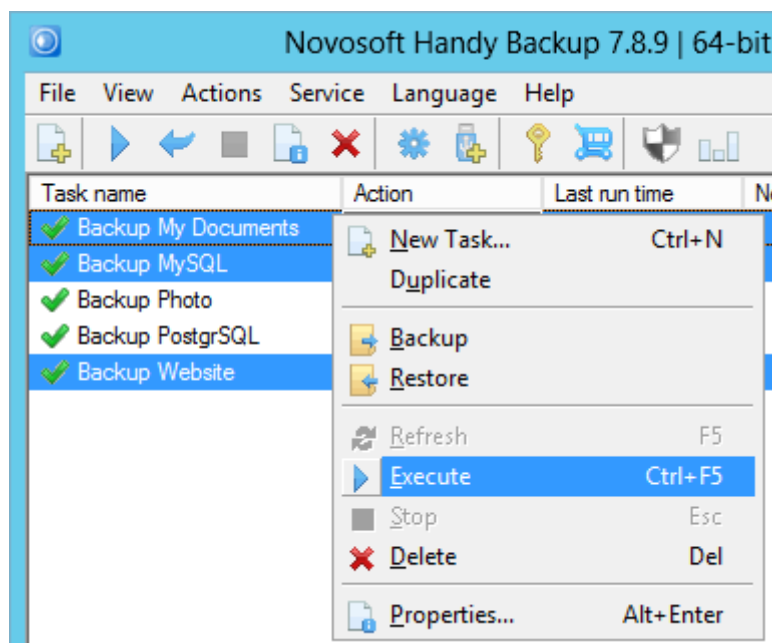 Novosoft Handy Backup 7.8.9 | 64-bit
File View Actions Service Language Help
Task name Action Last run time
Backup My Documents
Backup MySQL
Backup Photo
Backup PostgrSQL
Backup Website
New Task... Ctrl+N
Duplicate
Backup
Restore
Refresh F5
Execute Ctrl+F5
Stop Esc
Delete Del
Properties... Alt+Enter